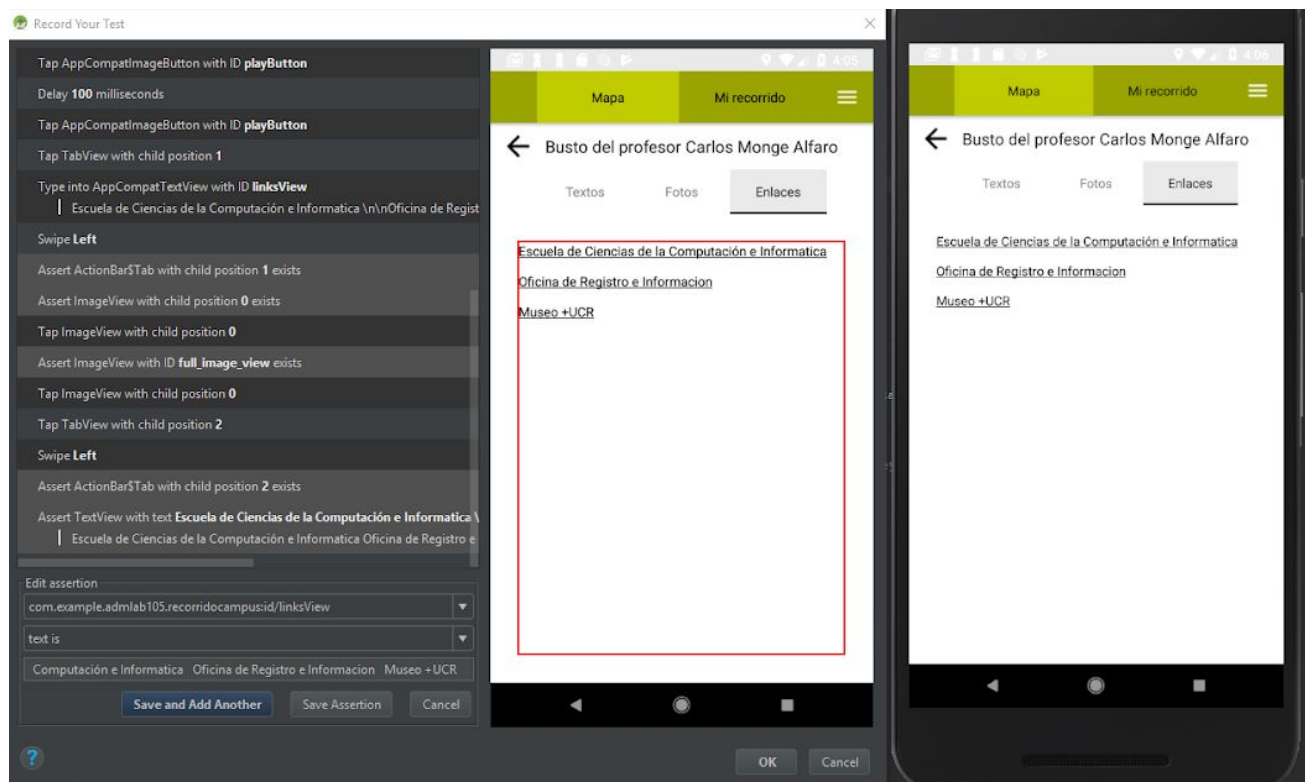 Record Your Test
Tap AppCompatImageButton with ID playButton
Delay 100 milliseconds
Tap AppCompatImageButton with ID playButton
Tap TabView with child position 1
Type into AppCompatTextView with ID linksView
Escuela de Ciencias de la Computación e Informatica \n\nOficina de Regist
Swipe Left
Assert ActionBar$Tab with child position 1 exists
Assert ImageView with child position 0 exists
Tap ImageView with child position 0
Assert ImageView with ID full_image_view exists
Tap ImageView with child position 0
Tap TabView with child position 2
Swipe Left
Assert ActionBar$Tab with child position 2 exists
Assert TextView with text Escuela de Ciencias de la Computación e Informatica \
Escuela de Ciencias de la Computación e Informatica Oficina de Registro e
Edit assertion
com.example.admlab105.recorridocampus:id/linksView
text is
Computación e Informatica Oficina de Registro e Informacion Museo +UCR
Save and Add Another Save Assertion Cancel
? OK Cancel
4:05
Mapa Mi recorrido
Busto del profesor Carlos Monge Alfaro
Textos Fotos Enlaces
Escuela de Ciencias de la Computación e Informatica
Oficina de Registro e Informacion
Museo +UCR
4:06
Mapa Mi recorrido
Busto del profesor Carlos Monge Alfaro
Textos Fotos Enlaces
Escuela de Ciencias de la Computación e Informatica
Oficina de Registro e Informacion
Museo +UCR